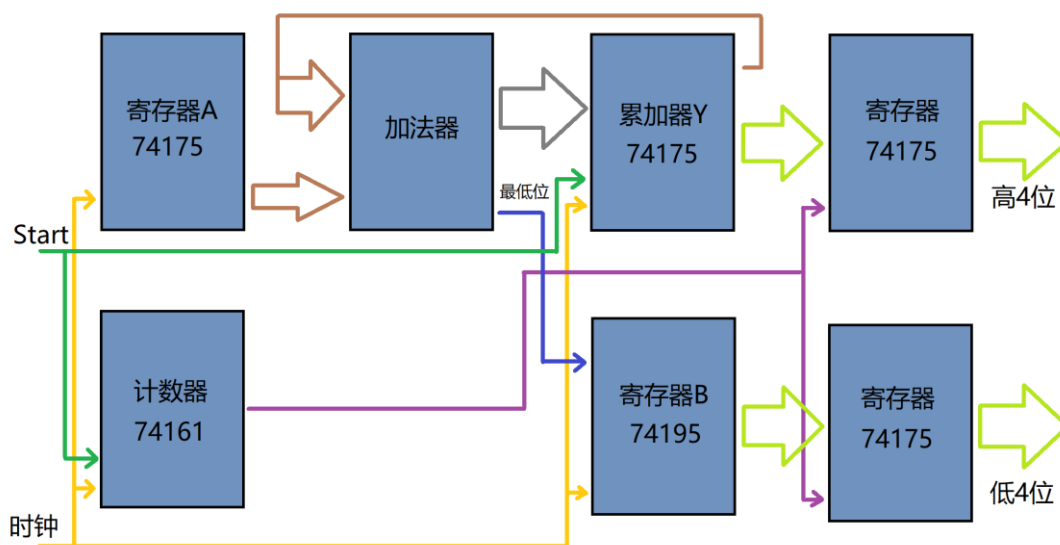 寄存器A
74175
加法器
累加器Y
74175
寄存器
74175
高4位
最低位
Start
计数器
74161
寄存器B
74195
寄存器
74175
低4位
时钟